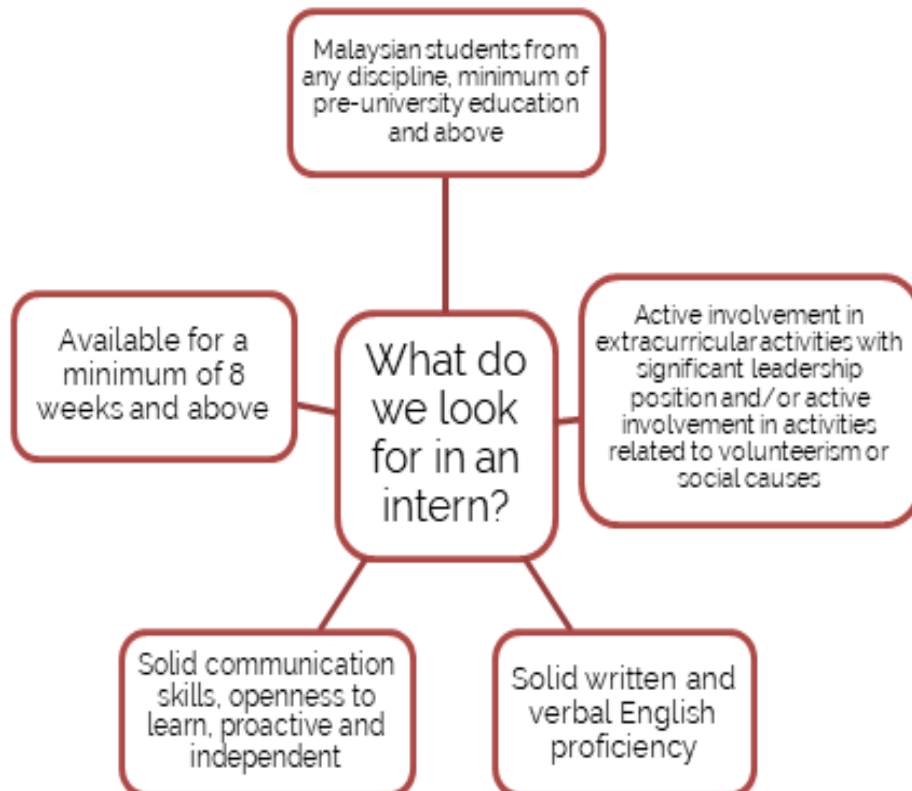 Malaysian students from
any discipline, minimum of
pre-university education
and above
Available for a
minimum of 8
weeks and above
What do
we look
for in an
intern?
Active involvement in
extracurricular activities with
significant leadership
position and/or active
involvement in activities
related to volunteerism or
social causes
Solid communication
skills, openness to
learn, proactive and
independent
Solid written and
verbal English
proficiency